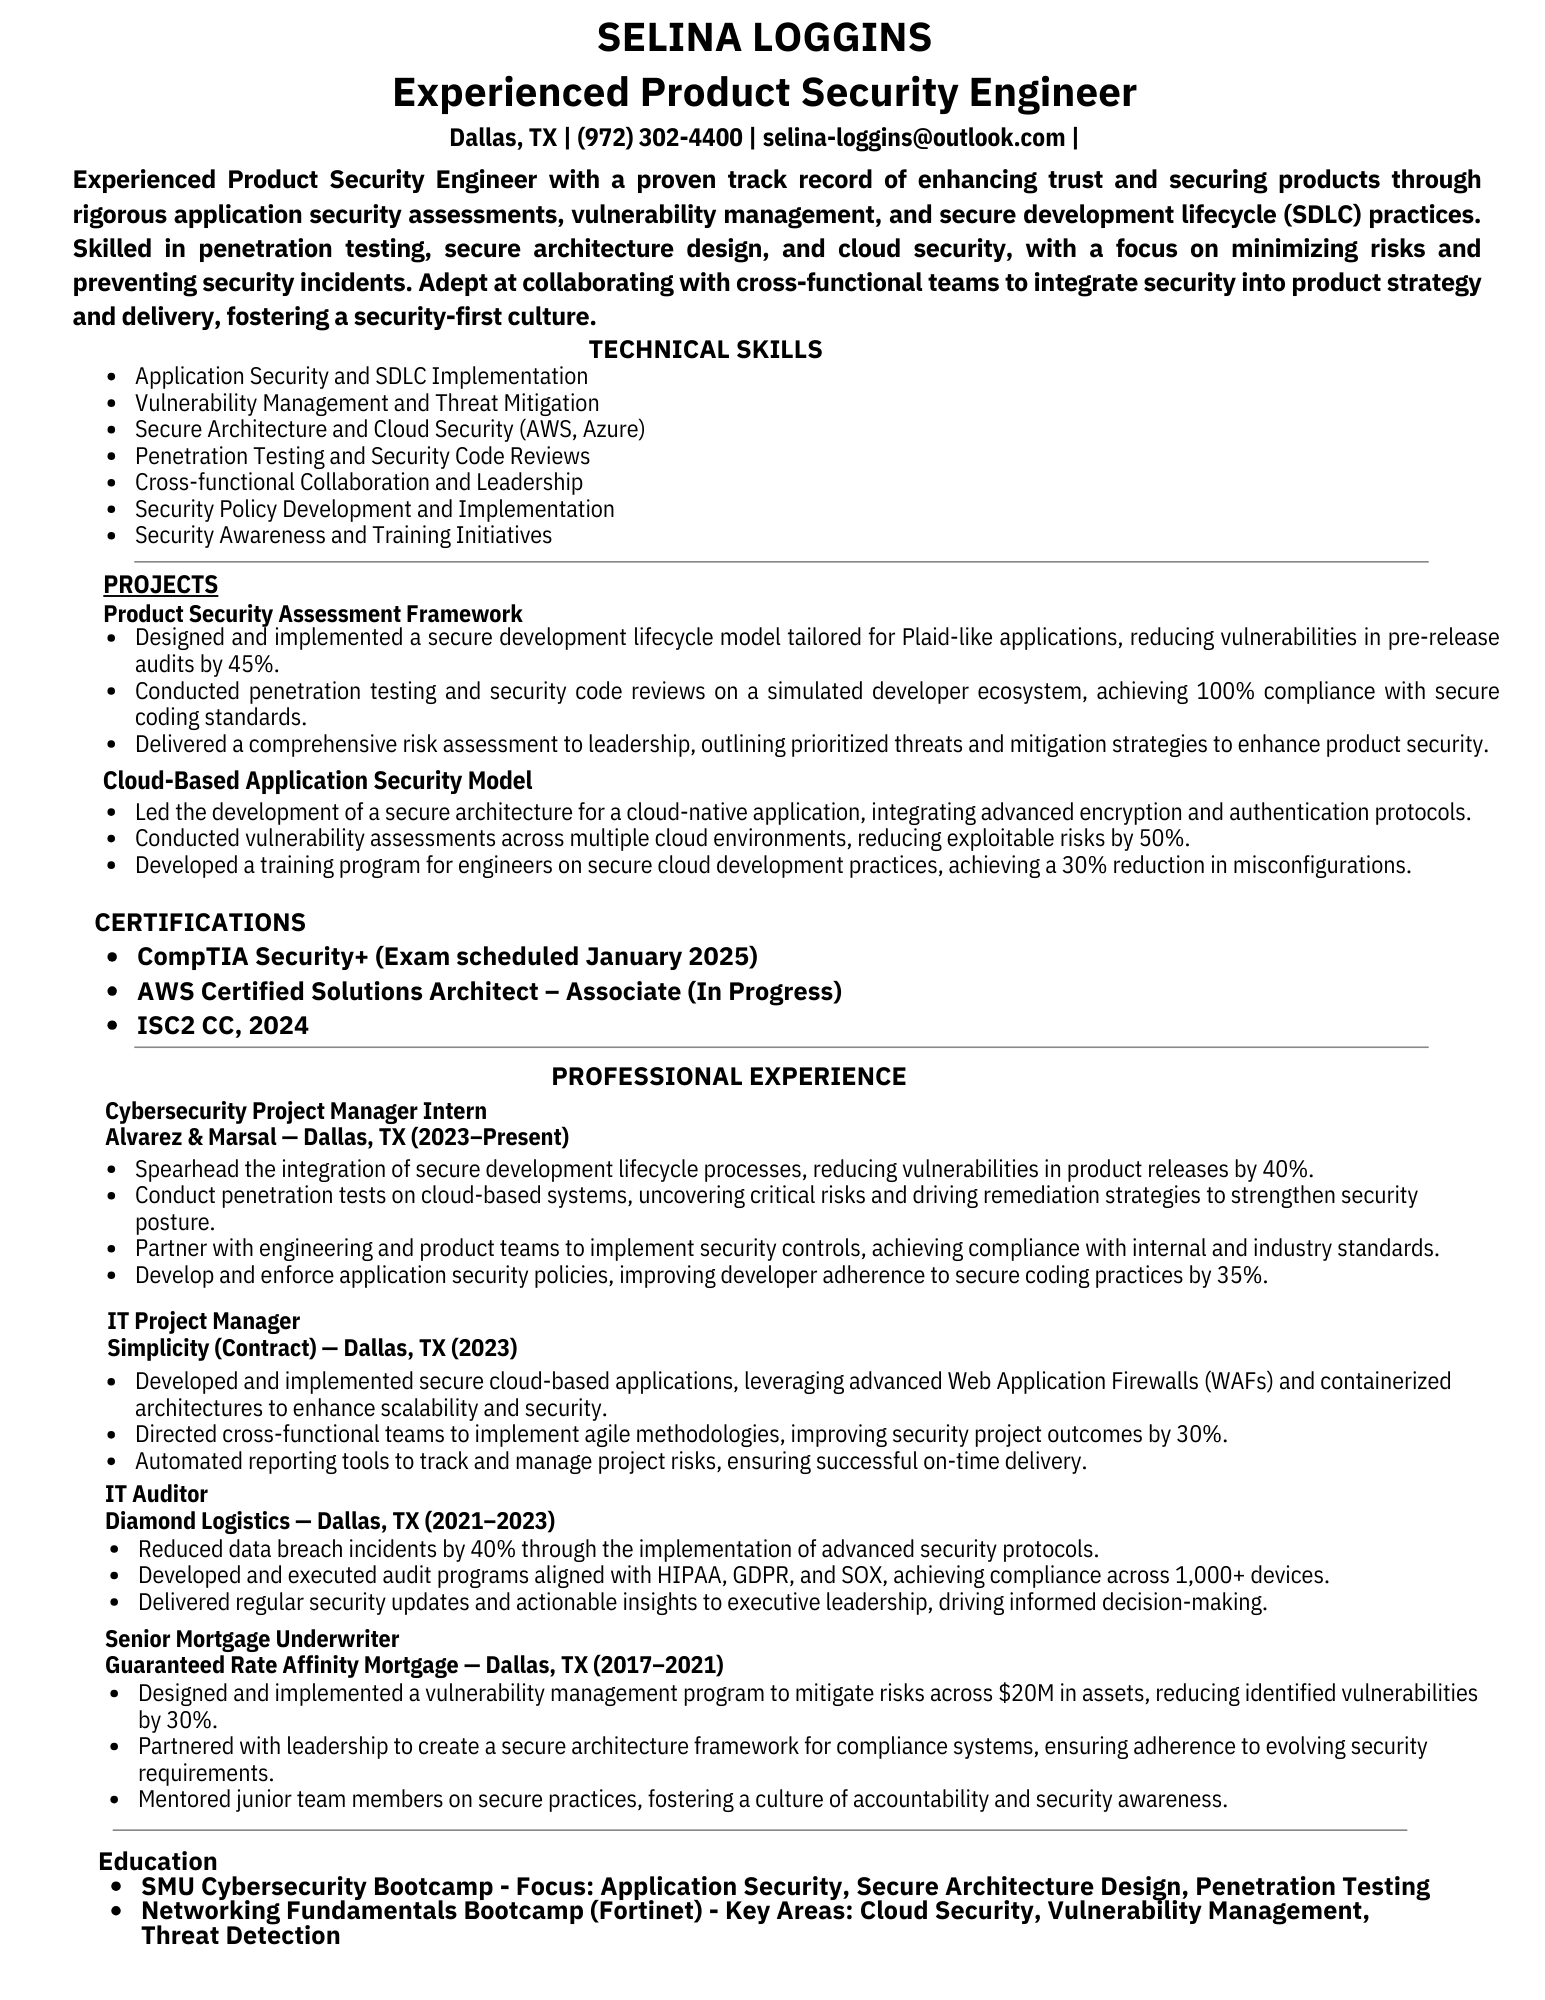 SELINA LOGGINS
Experienced Product Security Engineer
Dallas, TX | (972) 302-4400 | selina-loggins@outlook.com |
Experienced Product Security Engineer with a proven track record of enhancing trust and securing products through
rigorous application security assessments, vulnerability management, and secure development lifecycle (SDLC) practices.
Skilled in penetration testing, secure architecture design, and cloud security, with a focus on minimizing risks and
preventing security incidents. Adept at collaborating with cross-functional teams to integrate security into product strategy
and delivery, fostering a security-first culture.
TECHNICAL SKILLS
• Application Security and SDLC Implementation
• Vulnerability Management and Threat Mitigation
• Secure Architecture and Cloud Security (AWS, Azure)
• Penetration Testing and Security Code Reviews
• Cross-functional Collaboration and Leadership
• Security Policy Development and Implementation
• Security Awareness and Training Initiatives
PROJECTS
Product Security Assessment Framework
• Designed and implemented a secure development lifecycle model tailored for Plaid-like applications, reducing vulnerabilities in pre-release
audits by 45%.
• Conducted penetration testing and security code reviews on a simulated developer ecosystem, achieving 100% compliance with secure
coding standards.
• Delivered a comprehensive risk assessment to leadership, outlining prioritized threats and mitigation strategies to enhance product security.
Cloud-Based Application Security Model
• Led the development of a secure architecture for a cloud-native application, integrating advanced encryption and authentication protocols.
• Conducted vulnerability assessments across multiple cloud environments, reducing exploitable risks by 50%.
• Developed a training program for engineers on secure cloud development practices, achieving a 30% reduction in misconfigurations.
CERTIFICATIONS
• CompTIA Security+ (Exam scheduled January 2025)
• AWS Certified Solutions Architect – Associate (In Progress)
• ISC2 CC, 2024
PROFESSIONAL EXPERIENCE
Cybersecurity Project Manager Intern
Alvarez & Marsal — Dallas, TX (2023–Present)
• Spearhead the integration of secure development lifecycle processes, reducing vulnerabilities in product releases by 40%.
• Conduct penetration tests on cloud-based systems, uncovering critical risks and driving remediation strategies to strengthen security
posture.
• Partner with engineering and product teams to implement security controls, achieving compliance with internal and industry standards.
• Develop and enforce application security policies, improving developer adherence to secure coding practices by 35%.
IT Project Manager
Simplicity (Contract) — Dallas, TX (2023)
• Developed and implemented secure cloud-based applications, leveraging advanced Web Application Firewalls (WAFs) and containerized
architectures to enhance scalability and security.
• Directed cross-functional teams to implement agile methodologies, improving security project outcomes by 30%.
• Automated reporting tools to track and manage project risks, ensuring successful on-time delivery.
IT Auditor
Diamond Logistics — Dallas, TX (2021–2023)
• Reduced data breach incidents by 40% through the implementation of advanced security protocols.
• Developed and executed audit programs aligned with HIPAA, GDPR, and SOX, achieving compliance across 1,000+ devices.
• Delivered regular security updates and actionable insights to executive leadership, driving informed decision-making.
Senior Mortgage Underwriter
Guaranteed Rate Affinity Mortgage — Dallas, TX (2017–2021)
• Designed and implemented a vulnerability management program to mitigate risks across $20M in assets, reducing identified vulnerabilities
by 30%.
• Partnered with leadership to create a secure architecture framework for compliance systems, ensuring adherence to evolving security
requirements.
• Mentored junior team members on secure practices, fostering a culture of accountability and security awareness.
Education
• SMU Cybersecurity Bootcamp - Focus: Application Security, Secure Architecture Design, Penetration Testing
• Networking Fundamentals Bootcamp (Fortinet) - Key Areas: Cloud Security, Vulnerability Management,
Threat Detection